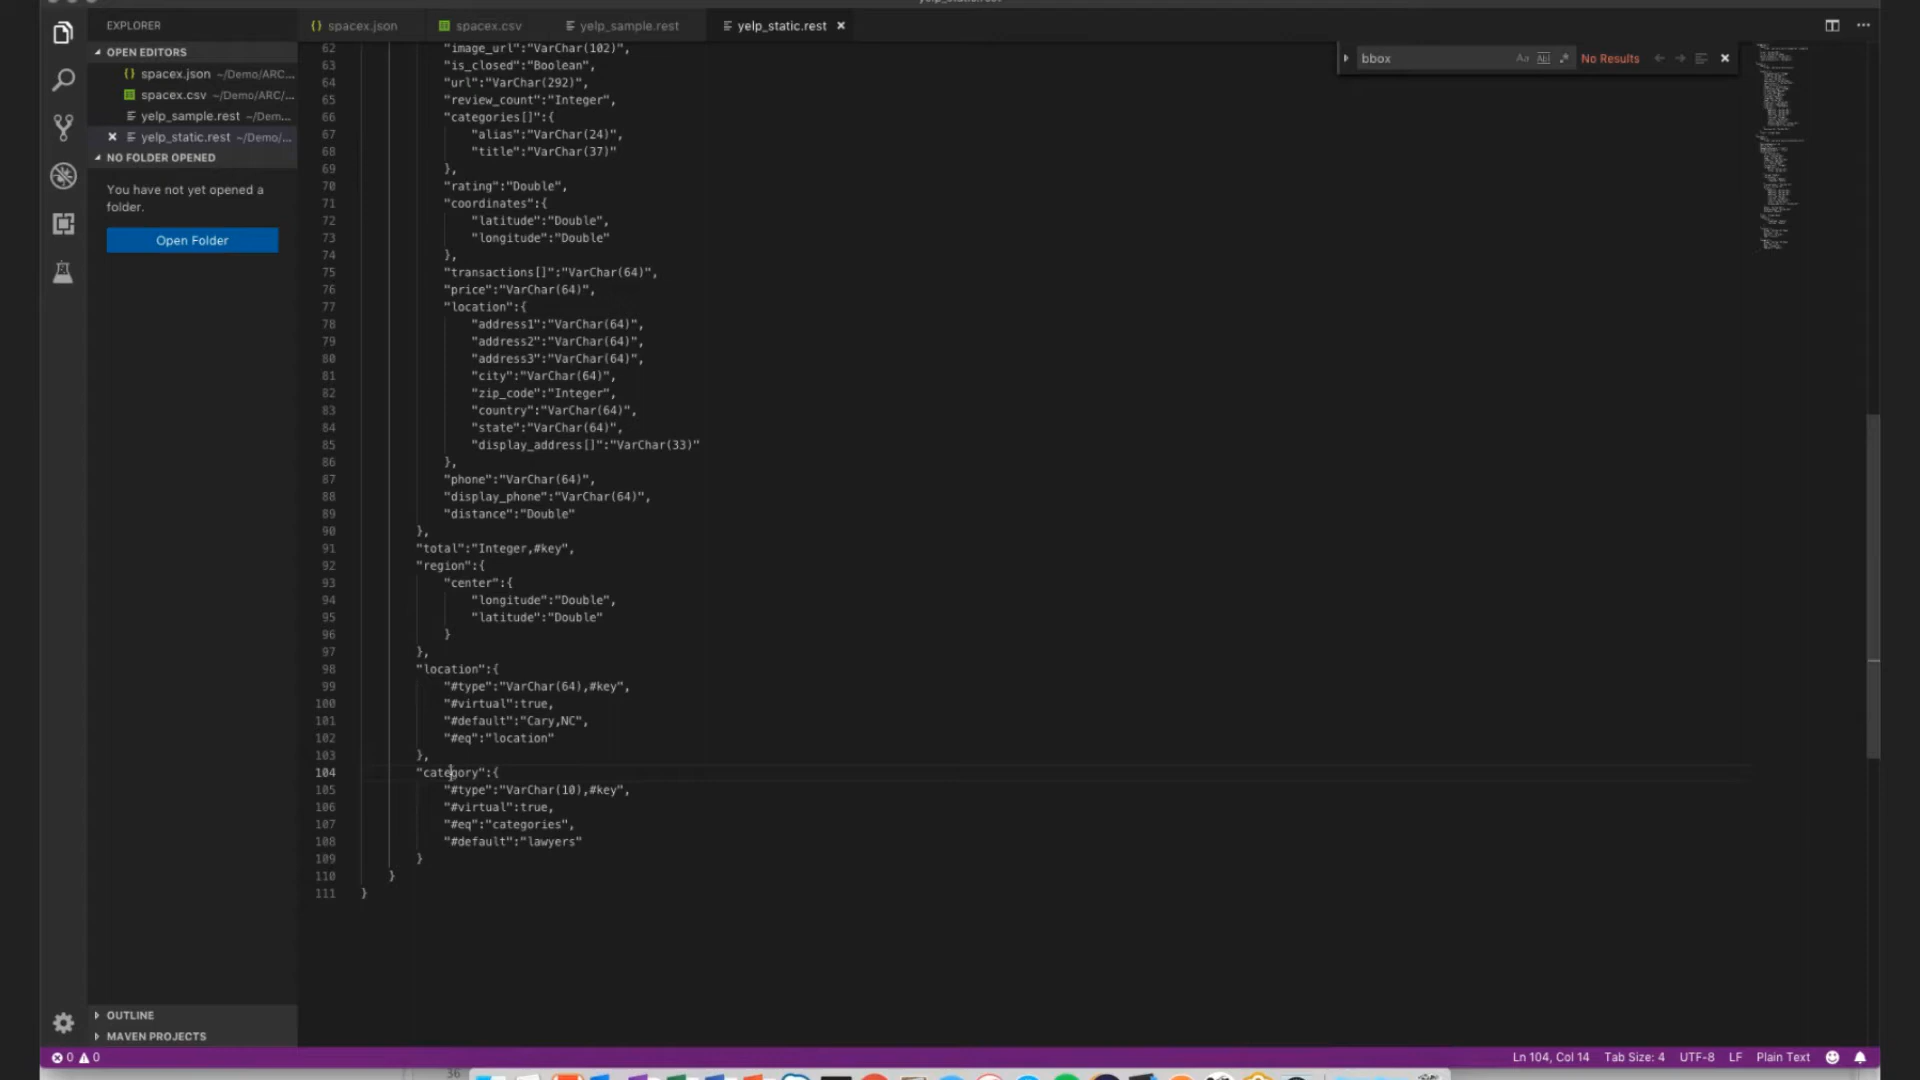 EXPLORER
spacex.json
spacex.csv
yelp_sample.rest
yelp_static.rest
OPEN EDITORS
spacex.json ~/Demo/ARC...
spacex.csv ~/Demo/ARC/...
yelp_sample.rest ~/Dem...
yelp_static.rest ~/Demo/...
NO FOLDER OPENED
You have not yet opened a
folder.
Open Folder
bbox
Aa
Abl
No Results
62 "image_url":"VarChar(102)",
63 "is_closed":"Boolean",
64 "url":"VarChar(292)",
65 "review_count":"Integer",
66 "categories[]":{
67 "alias":"VarChar(24)",
68 "title":"VarChar(37)"
69 },
70 "rating":"Double",
71 "coordinates":{
72 "latitude":"Double",
73 "longitude":"Double"
74 },
75 "transactions[]":"VarChar(64)",
76 "price":"VarChar(64)",
77 "location":{
78 "address1":"VarChar(64)",
79 "address2":"VarChar(64)",
80 "address3":"VarChar(64)",
81 "city":"VarChar(64)",
82 "zip_code":"Integer",
83 "country":"VarChar(64)",
84 "state":"VarChar(64)",
85 "display_address[]":"VarChar(33)"
86 },
87 "phone":"VarChar(64)",
88 "display_phone":"VarChar(64)",
89 "distance":"Double"
90 },
91 "total":"Integer,#key",
92 "region":{
93 "center":{
94 "longitude":"Double",
95 "latitude":"Double"
96 }
97 },
98 "location":{
99 "#type":"VarChar(64),#key",
100 "#virtual":true,
101 "#default":"Cary,NC",
102 "#eq":"location"
103 },
104 "category":{
105 "#type":"VarChar(10),#key",
106 "#virtual":true,
107 "#eq":"categories",
108 "#default":"lawyers"
109 }
110 }
111 }
OUTLINE
MAVEN PROJECTS
0 0
Ln 104, Col 14
Tab Size: 4
UTF-8
LF
Plain Text
36